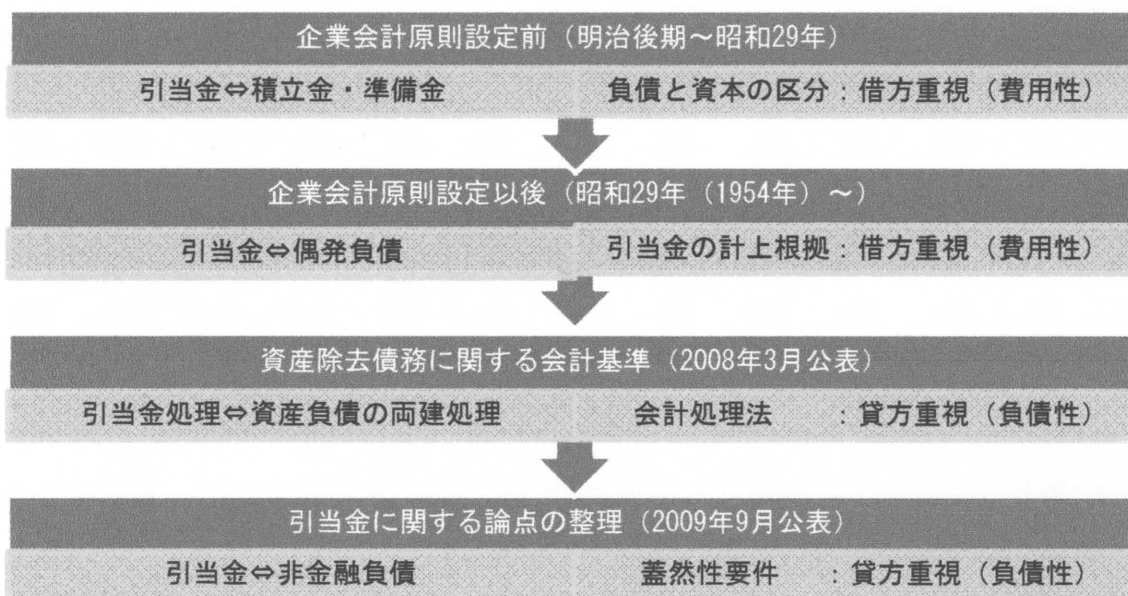 企業会計原則設定前（明治後期～昭和29年）
引当金⇔積立金・準備金　負債と資本の区分：借方重視（費用性）
企業会計原則設定以後（昭和29年（1954年）～）
引当金⇔偶発負債　引当金の計上根拠：借方重視（費用性）
資産除去債務に関する会計基準（2008年3月公表）
引当金処理⇔資産負債の両建処理　会計処理法　：貸方重視（負債性）
引当金に関する論点の整理（2009年9月公表）
引当金⇔非金融負債　蓋然性要件　：貸方重視（負債性）